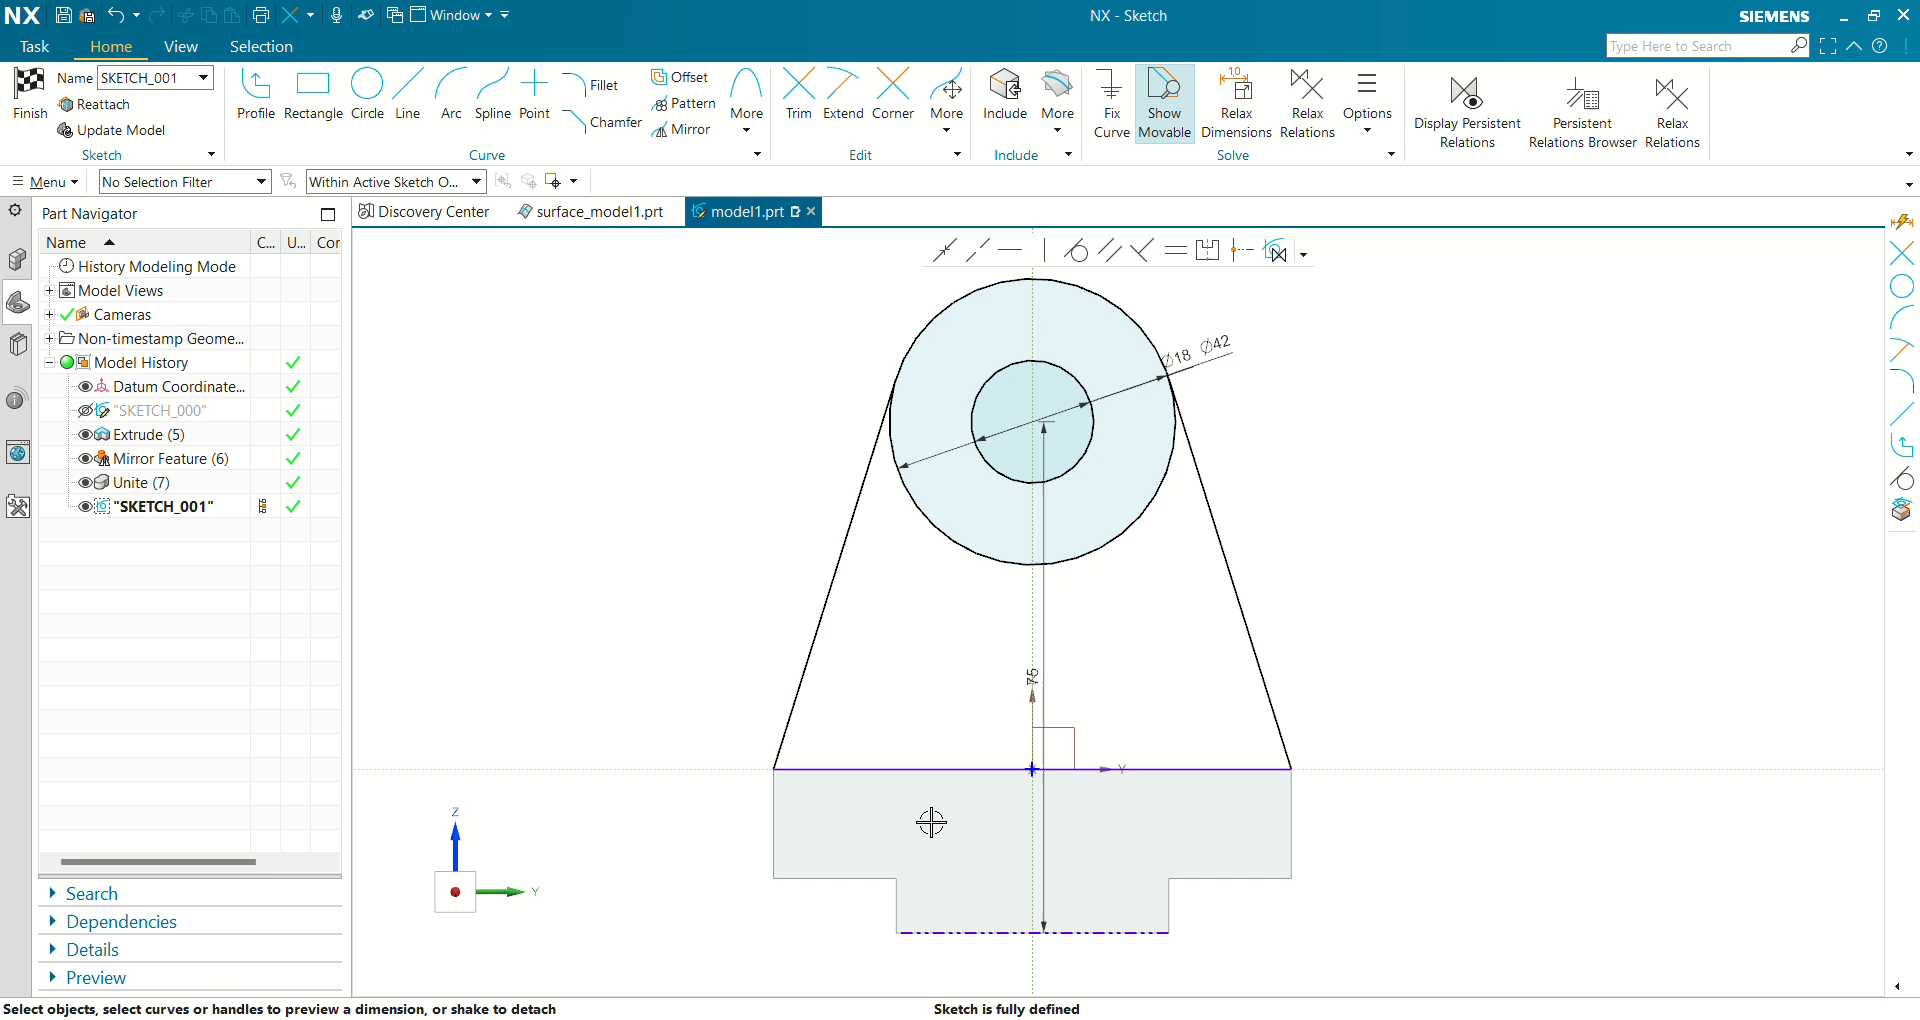 NX Window NX - Sketch SIEMENS
Task Home View Selection Type Here to Search
Name SKETCH_001
Reattach
Update Model
Finish
Sketch
Profile Rectangle Circle Line Arc Spline Point
Fillet
Chamfer
Offset
Pattern
Mirror
More
Curve
Trim Extend Corner More
Edit
Include More
Include
Fix
Curve
Show
Movable
Relax
Dimensions
Relax
Relations
Options
Solve
Display Persistent
Relations
Persistent
Relations Browser
Relax
Relations
Menu No Selection Filter Within Active Sketch O...
Part Navigator
Discovery Center surface_model1.prt model1.prt
Name C... U... Cor
History Modeling Mode
Model Views
Cameras
Non-timestamp Geome...
Model History
Datum Coordinate...
"SKETCH_000"
Extrude (5)
Mirror Feature (6)
Unite (7)
"SKETCH_001"
Search
Dependencies
Details
Preview
Ø18 Ø42
75
Y
Z
Y
Select objects, select curves or handles to preview a dimension, or shake to detach Sketch is fully defined